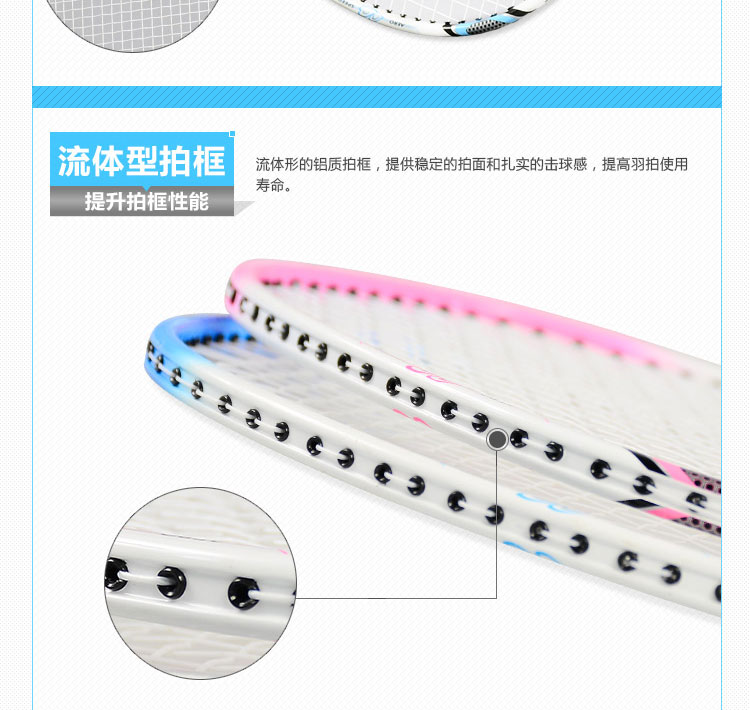 流体型拍框
提升拍框性能
流体形的铝质拍框，提供稳定的拍面和扎实的击球感，提高羽拍使用
寿命。